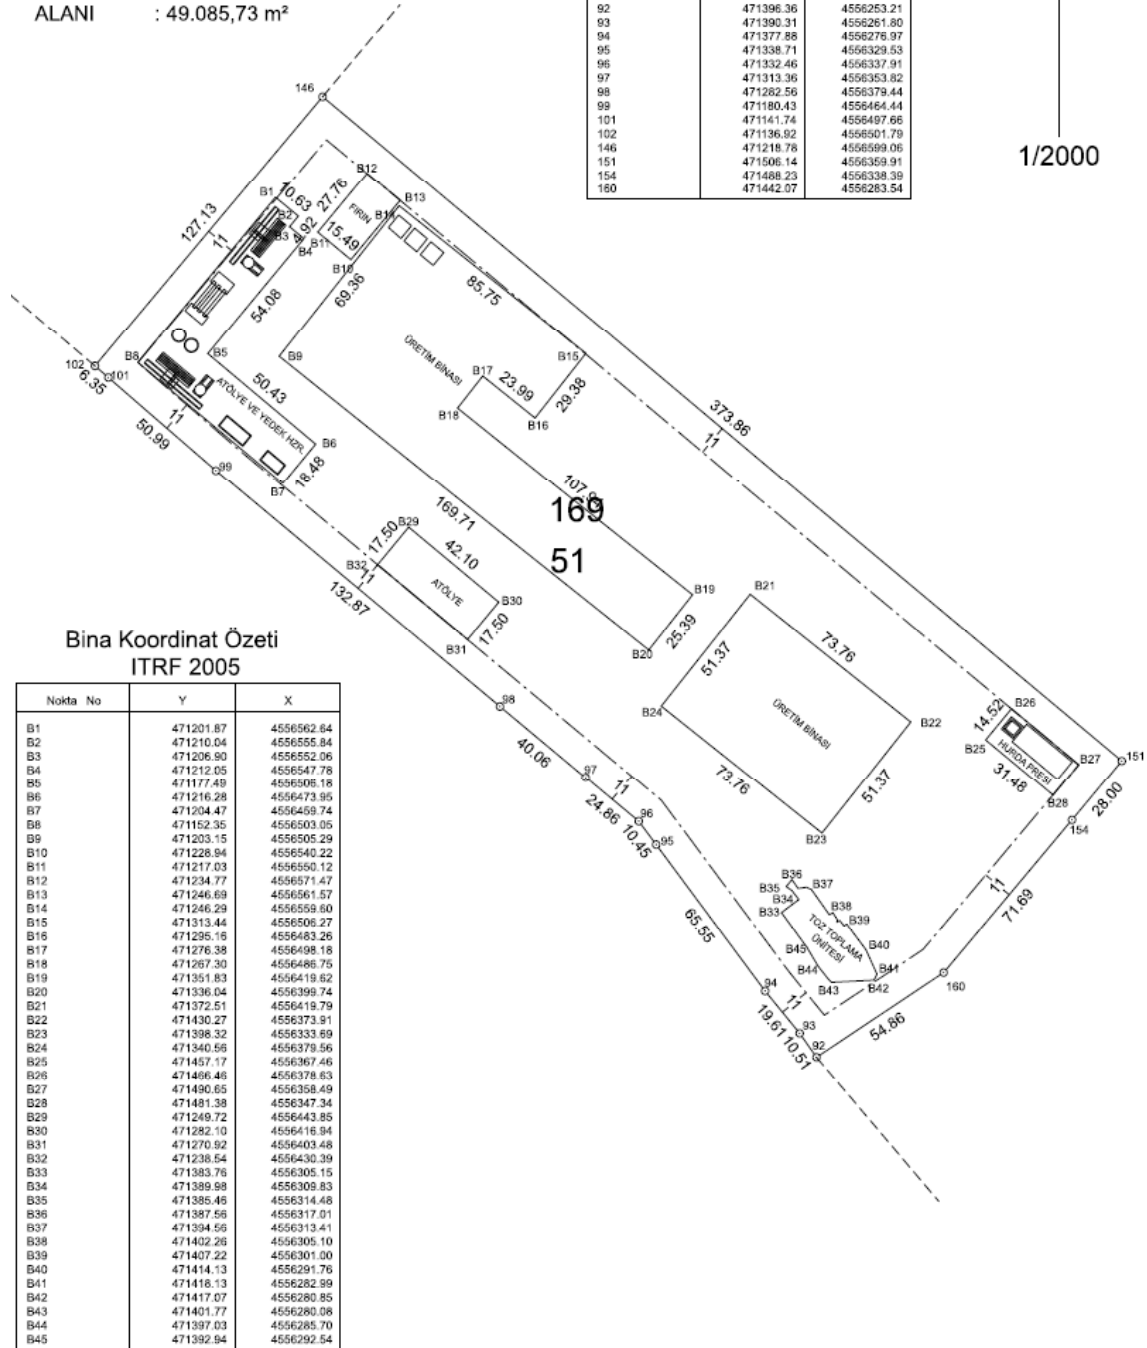 ALANI : 49.085,73 m²
92 471396.36 4556253.21
93 471390.31 4556261.80
94 471377.88 4556276.97
95 471338.71 4556329.53
96 471332.46 4556337.91
97 471313.36 4556353.82
98 471282.56 4556379.44
99 471180.43 4556464.44
101 471141.74 4556497.66
102 471136.92 4556501.79
146 471218.78 4556599.06
151 471506.14 4556359.91
154 471488.23 4556338.39
160 471442.07 4556283.54
1/2000
146
B12
B1
10.63
27.76
B13
B2
FIRIN
B14
127.13
11
B3
4.92
B11
15.49
B4
B10
69.36
85.75
54.08
B8
B5
B9
ÜRETİM BİNASI
B15
102
101
6.35
50.43
ATÖLYE VE YEDEK HZR.
B17
23.99
29.38
B18
B16
373.86
11
50.99
11
B6
18.48
99
B7
169.71
169
51
B29
17.50
42.10
B32
11
132.87
ATÖLYE
B30
17.50
B31
B19
25.39
B20
B21
73.76
51.37
B24
ÜRETİM BİNASI
B22
73.76
51.37
B23
B26
14.52
B25
HURDA PRESİ
31.48
B27
B28
151
28.00
154
98
40.06
97
24.86
11
96
10.45
95
65.55
B36
B35
B37
B34
B33
B38
B39
TOZ TOPLAMA
ÜNİTESİ
B45
B40
B44
B41
B43
B42
11
71.69
160
94
11
19.61
93
10.51
92
54.86
Bina Koordinat Özeti
ITRF 2005
Nokta No Y X
B1 471201.87 4556562.64
B2 471210.04 4556555.84
B3 471206.90 4556552.06
B4 471212.05 4556547.78
B5 471177.49 4556506.18
B6 471216.28 4556473.95
B7 471204.47 4556459.74
B8 471152.35 4556503.05
B9 471203.15 4556505.29
B10 471228.94 4556540.22
B11 471217.03 4556550.12
B12 471234.77 4556571.47
B13 471246.69 4556561.57
B14 471246.29 4556559.60
B15 471313.44 4556506.27
B16 471295.16 4556483.26
B17 471276.38 4556498.18
B18 471267.30 4556486.75
B19 471351.83 4556419.62
B20 471336.04 4556399.74
B21 471372.51 4556419.79
B22 471430.27 4556373.91
B23 471398.32 4556333.69
B24 471340.56 4556379.56
B25 471457.17 4556367.46
B26 471466.46 4556378.63
B27 471490.65 4556358.49
B28 471481.38 4556347.34
B29 471249.72 4556443.85
B30 471282.10 4556416.94
B31 471270.92 4556403.48
B32 471238.54 4556430.39
B33 471383.76 4556305.15
B34 471389.98 4556309.83
B35 471385.46 4556314.48
B36 471387.56 4556317.01
B37 471394.56 4556313.41
B38 471402.26 4556305.10
B39 471407.22 4556301.00
B40 471414.13 4556291.76
B41 471418.13 4556282.99
B42 471417.07 4556280.85
B43 471401.77 4556280.08
B44 471397.03 4556285.70
B45 471392.94 4556292.54